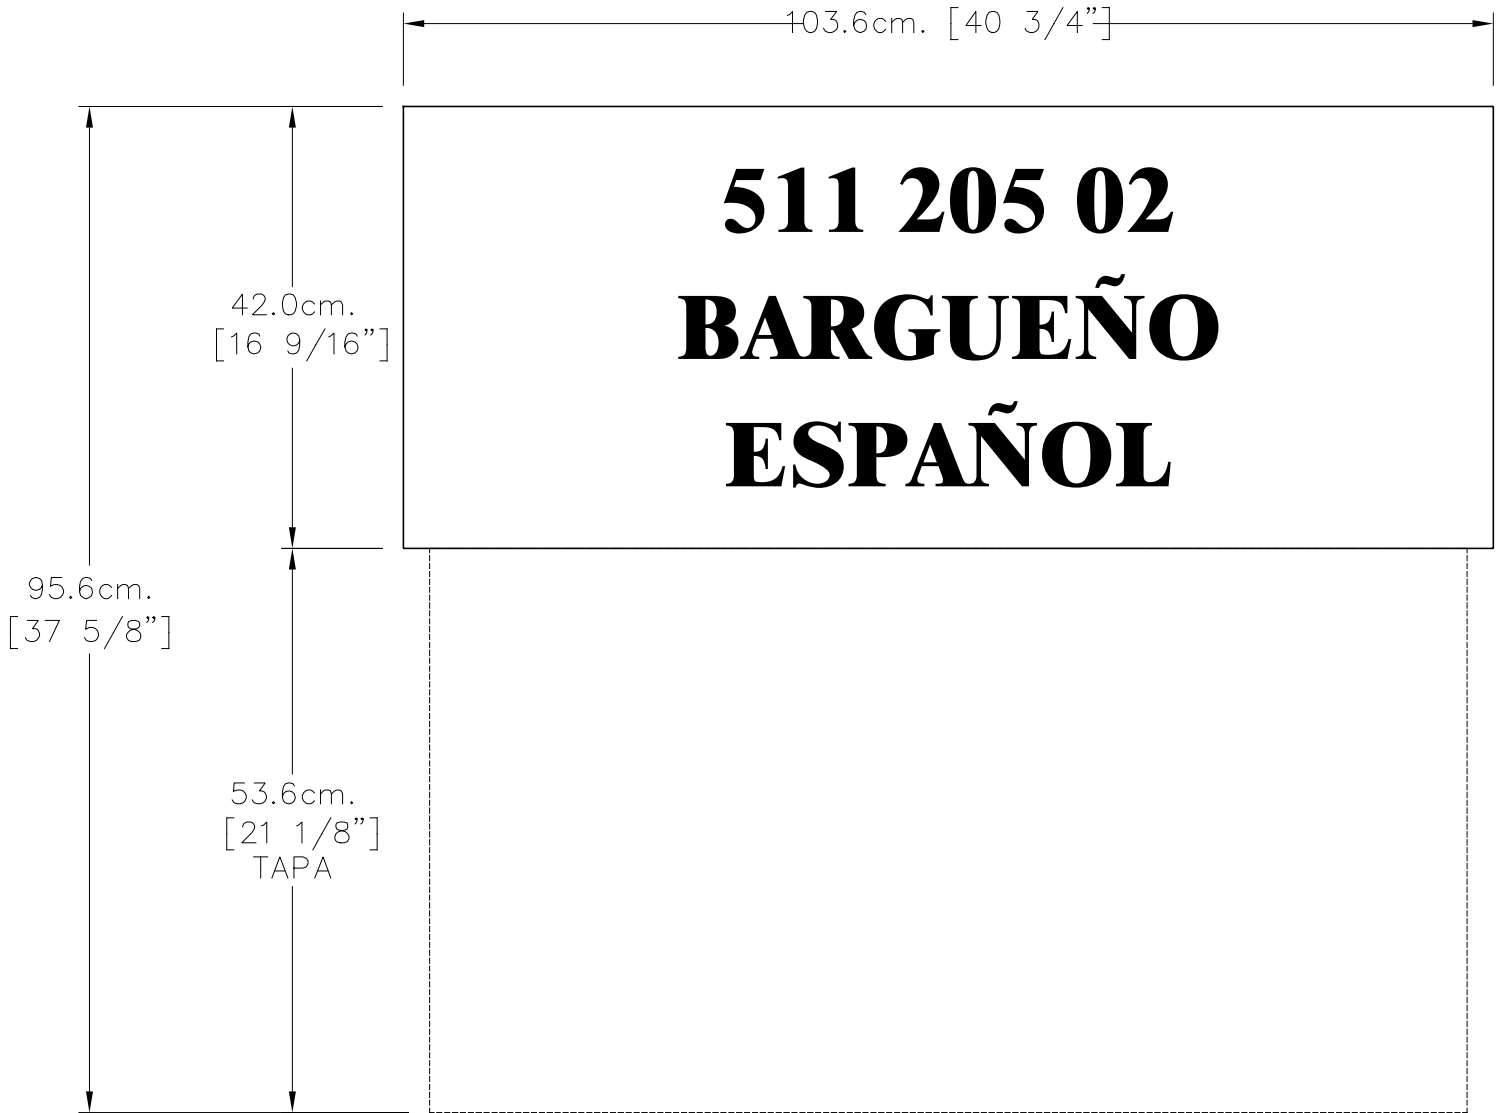 103.6cm. [40 3/4"]
511 205 02
BARGUEÑO
ESPAÑOL
42.0cm.
[16 9/16"]
95.6cm.
[37 5/8"]
53.6cm.
[21 1/8"]
TAPA